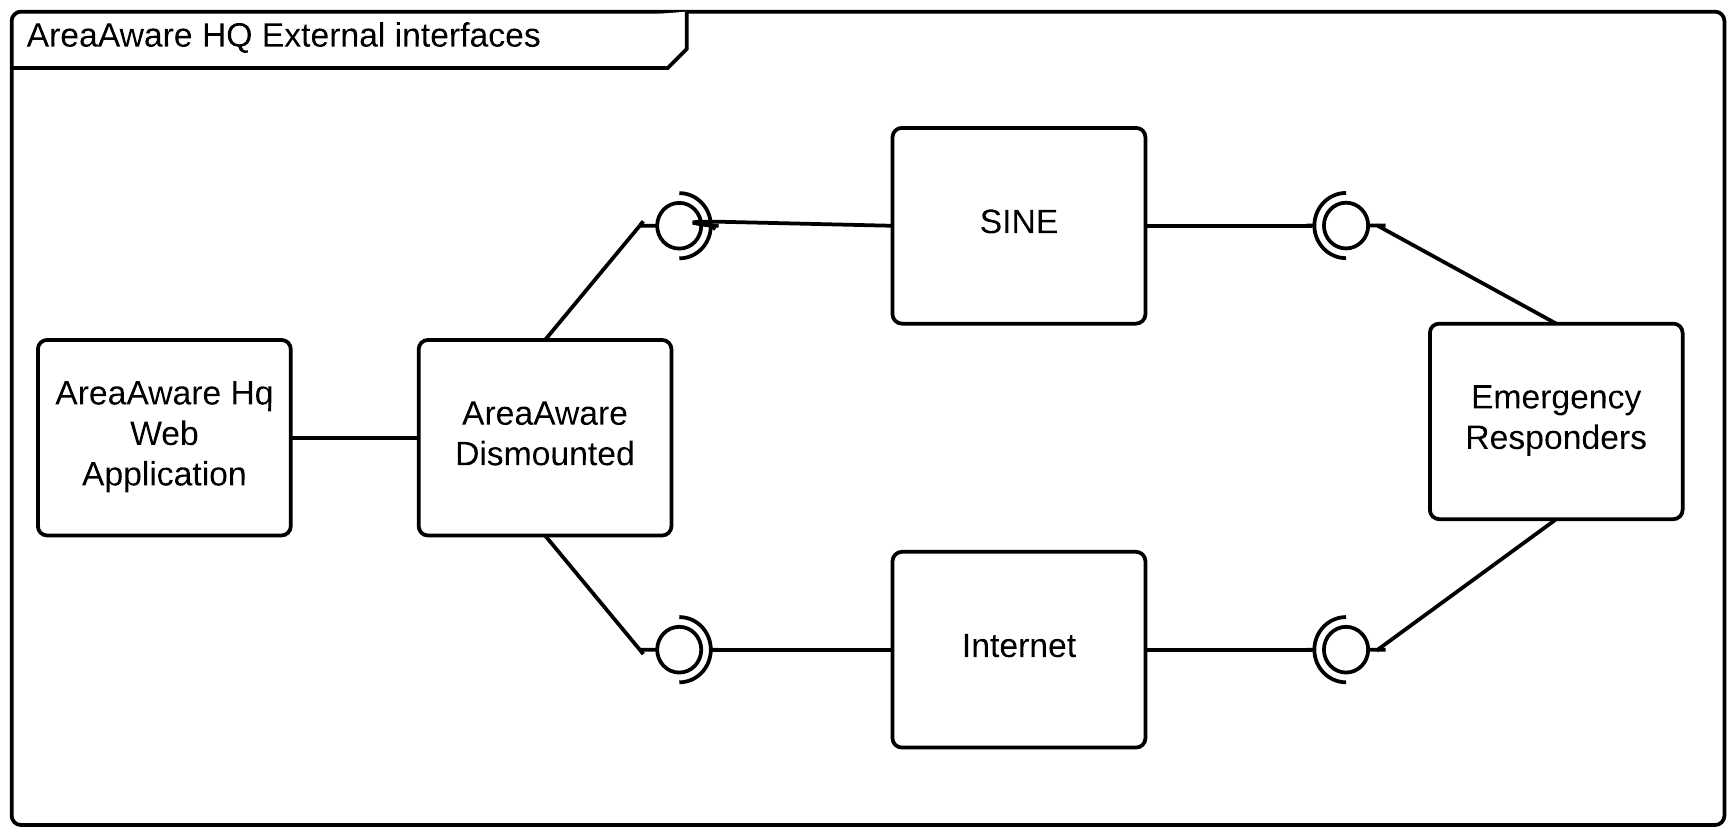 AreaAware HQ External interfaces
SINE
AreaAware Hq
Web
Application
AreaAware
Dismounted
Emergency
Responders
Internet